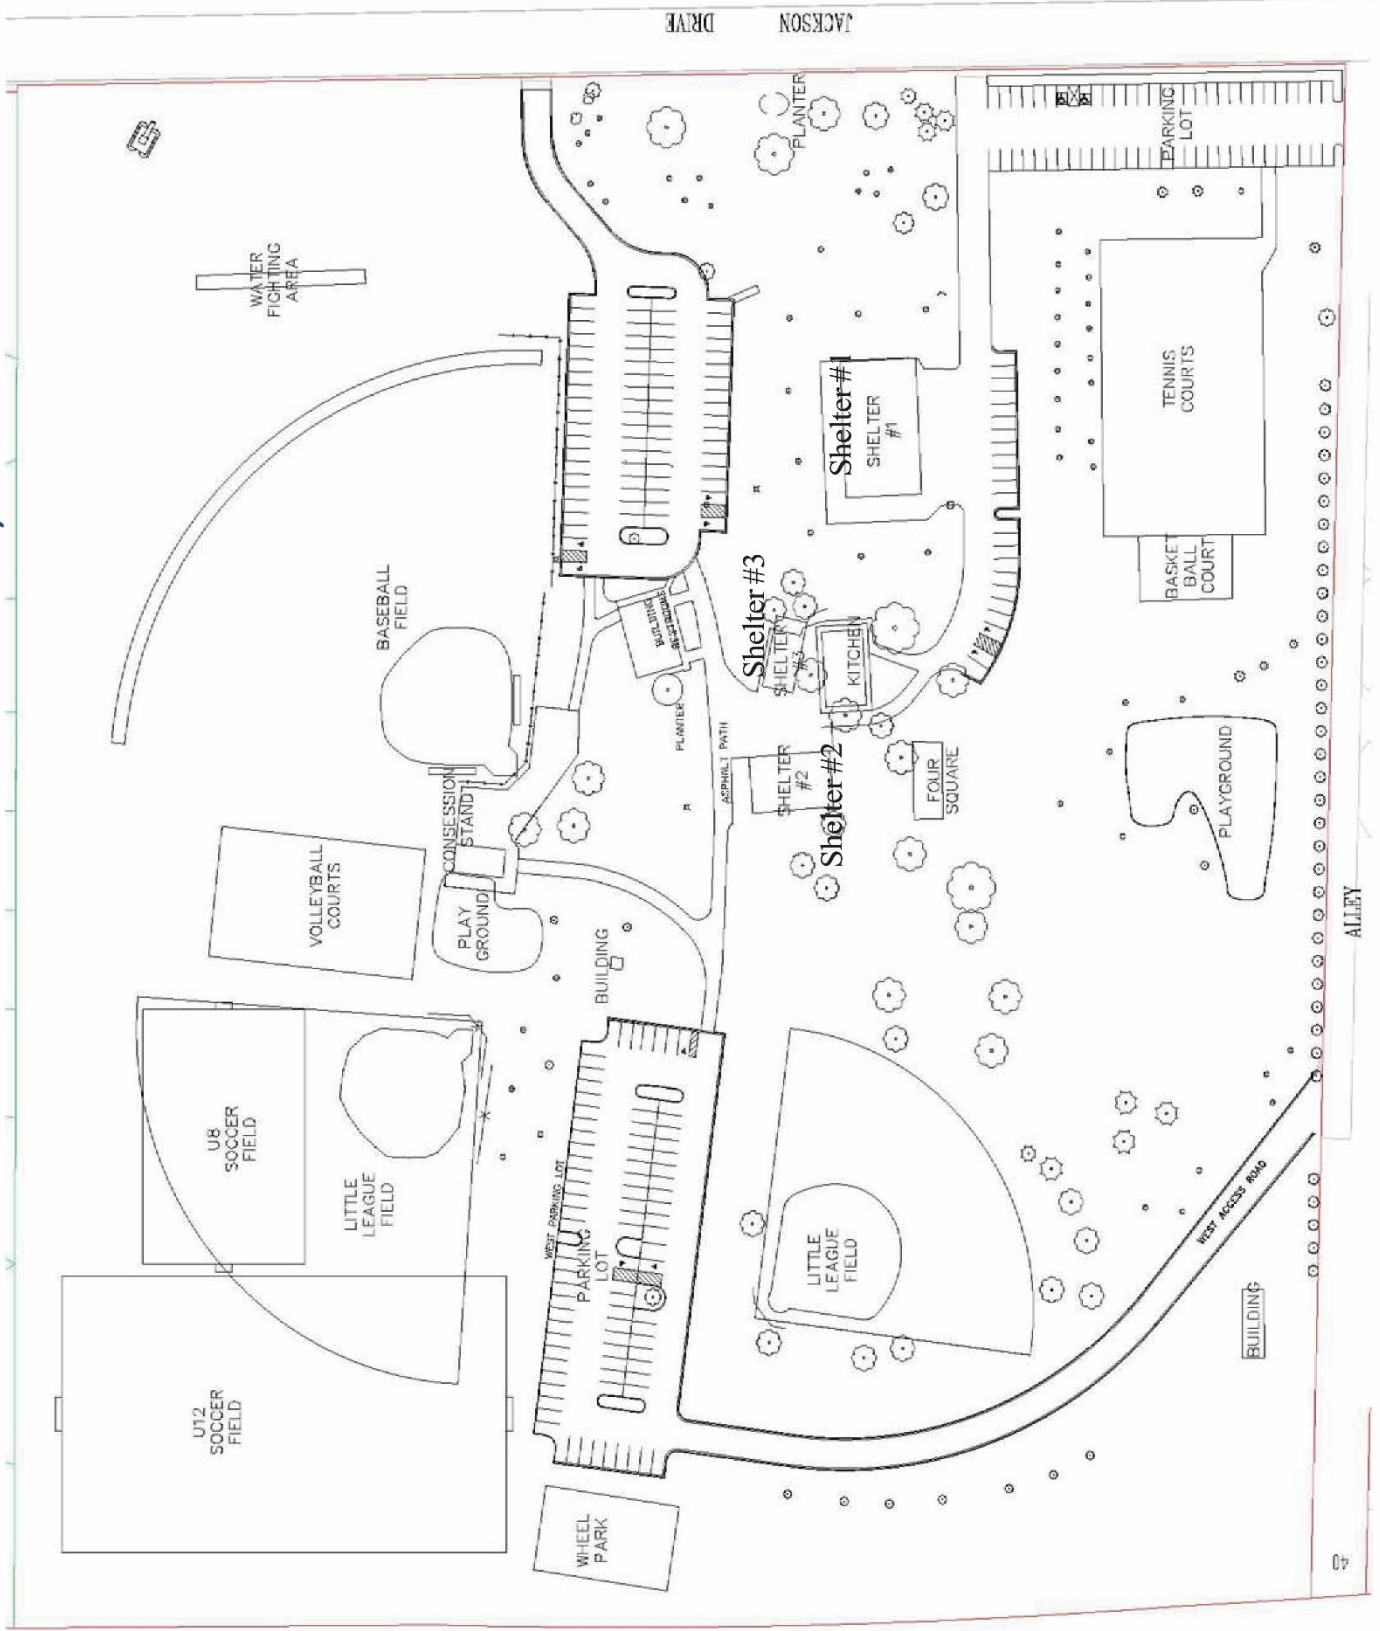 JACKSON DRIVE
PLANTER
PARKING
LOT
WATER
FIGHTING
AREA
TENNIS
COURTS
Shelter #1
SHELTER
#1
BASEBALL
FIELD
BASKET
BALL
COURT
BUILDING
RESTROOMS
Shelter #3
SHELTER
#3
KITCHEN
PLANTER
ASPHALT PATH
SHELTER
#2
Shelter #2
FOUR
SQUARE
PLAYGROUND
CONSESSION
STAND
VOLLEYBALL
COURTS
PLAY
GROUND
BUILDING
ALLEY
U8
SOCCER
FIELD
LITTLE
LEAGUE
FIELD
WEST PARKING LOT
PARKING
LOT
LITTLE
LEAGUE
FIELD
WEST ACCESS ROAD
BUILDING
U12
SOCCER
FIELD
WHEEL
PARK
40